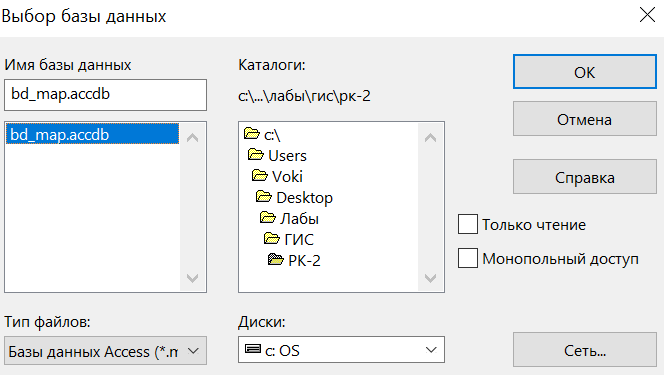 Выбор базы данных
Имя базы данных
bd_map.accdb
bd_map.accdb
Тип файлов:
Базы данных Access (*.m
Каталоги:
c:\...\лабы\гис\рк-2
c:\
Users
Voki
Desktop
Лабы
ГИС
РК-2
Диски:
c: OS
ОК
Отмена
Справка
Только чтение
Монопольный доступ
Сеть...